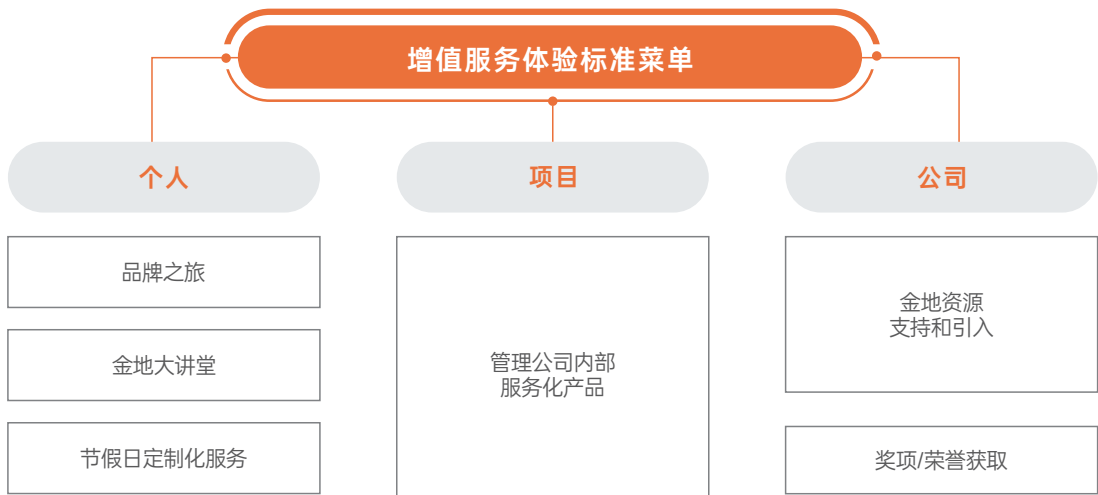 增值服务体验标准菜单
个人
项目
公司
品牌之旅
金地大讲堂
节假日定制化服务
管理公司内部
服务化产品
金地资源
支持和引入
奖项/荣誉获取